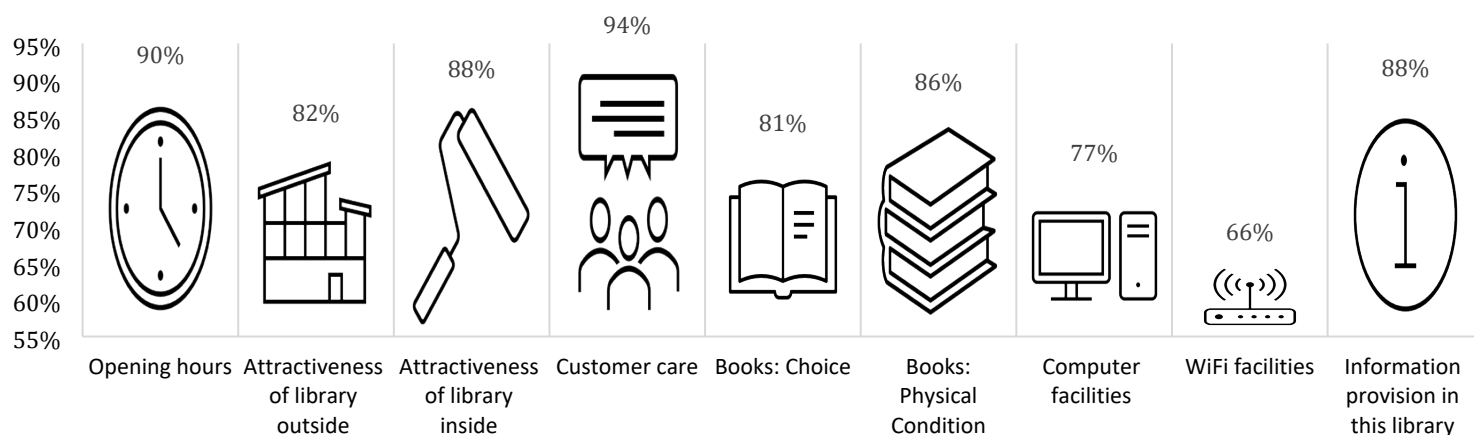 95%
90%
85%
80%
75%
70%
65%
60%
55%
90%
82%
88%
94%
81%
86%
77%
66%
88%
Opening hours
Attractiveness
of library
outside
Attractiveness
of library
inside
Customer care
Books: Choice
Books:
Physical
Condition
Computer
facilities
WiFi facilities
Information
provision in
this library